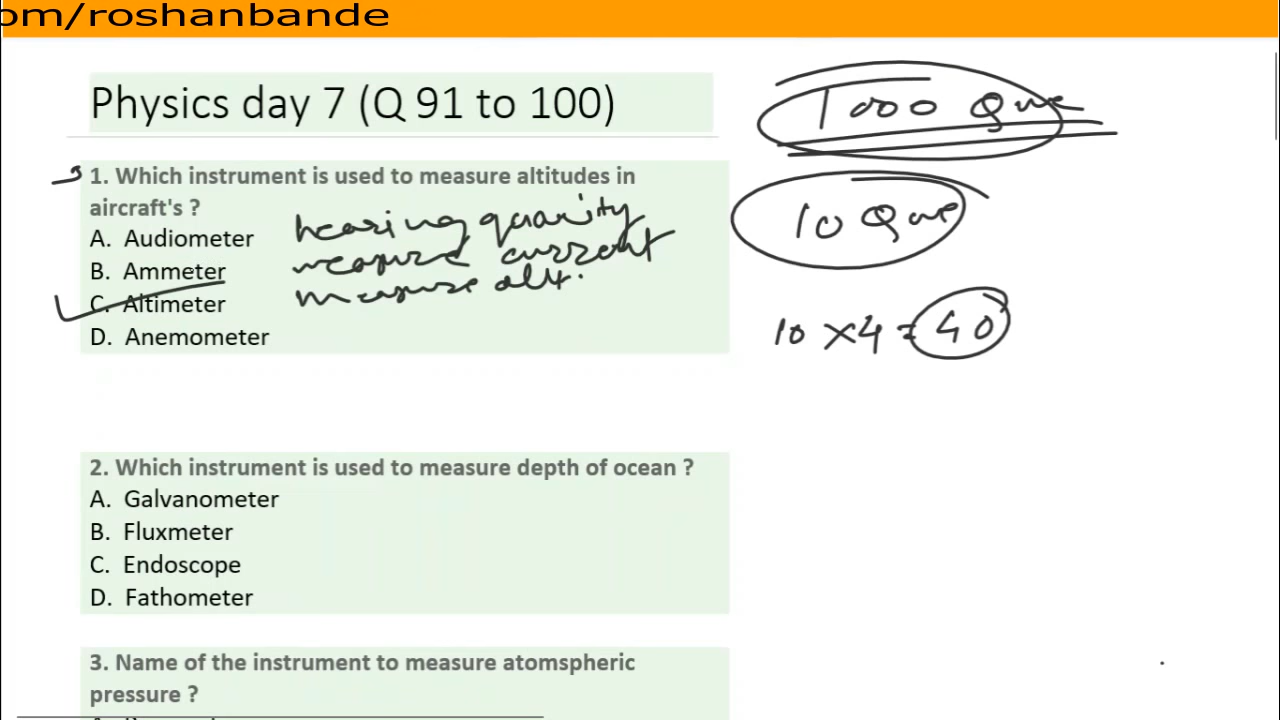 om/roshanbande
Physics day 7 (Q 91 to 100)
1000 Que
1. Which instrument is used to measure altitudes in
aircraft's ?
10 Que
A. Audiometer hearing quanity
B. Ammeter measure current
C. Altimeter measure alt.
D. Anemometer
10 x4 = 40
2. Which instrument is used to measure depth of ocean ?
A. Galvanometer
B. Fluxmeter
C. Endoscope
D. Fathometer
3. Name of the instrument to measure atomspheric
pressure ?